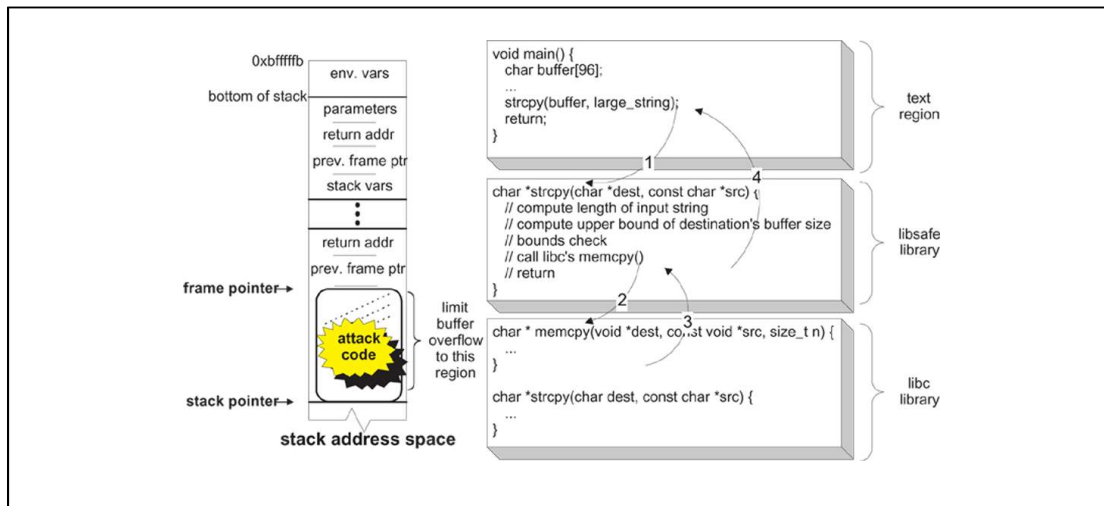 0xbfffffb
env. vars
bottom of stack
parameters
return addr
prev. frame ptr
stack vars
return addr
prev. frame ptr
frame pointer
attack
code
limit
buffer
overflow
to this
region
stack pointer
stack address space
void main() {
char buffer[96];
...
strcpy(buffer, large_string);
return;
}
text
region
1
4
char *strcpy(char *dest, const char *src) {
// compute length of input string
// compute upper bound of destination's buffer size
// bounds check
// call libc's memcpy()
// return
}
libsafe
library
2
3
char * memcpy(void *dest, const void *src, size_t n) {
...
}
char *strcpy(char dest, const char *src) {
...
}
libc
library